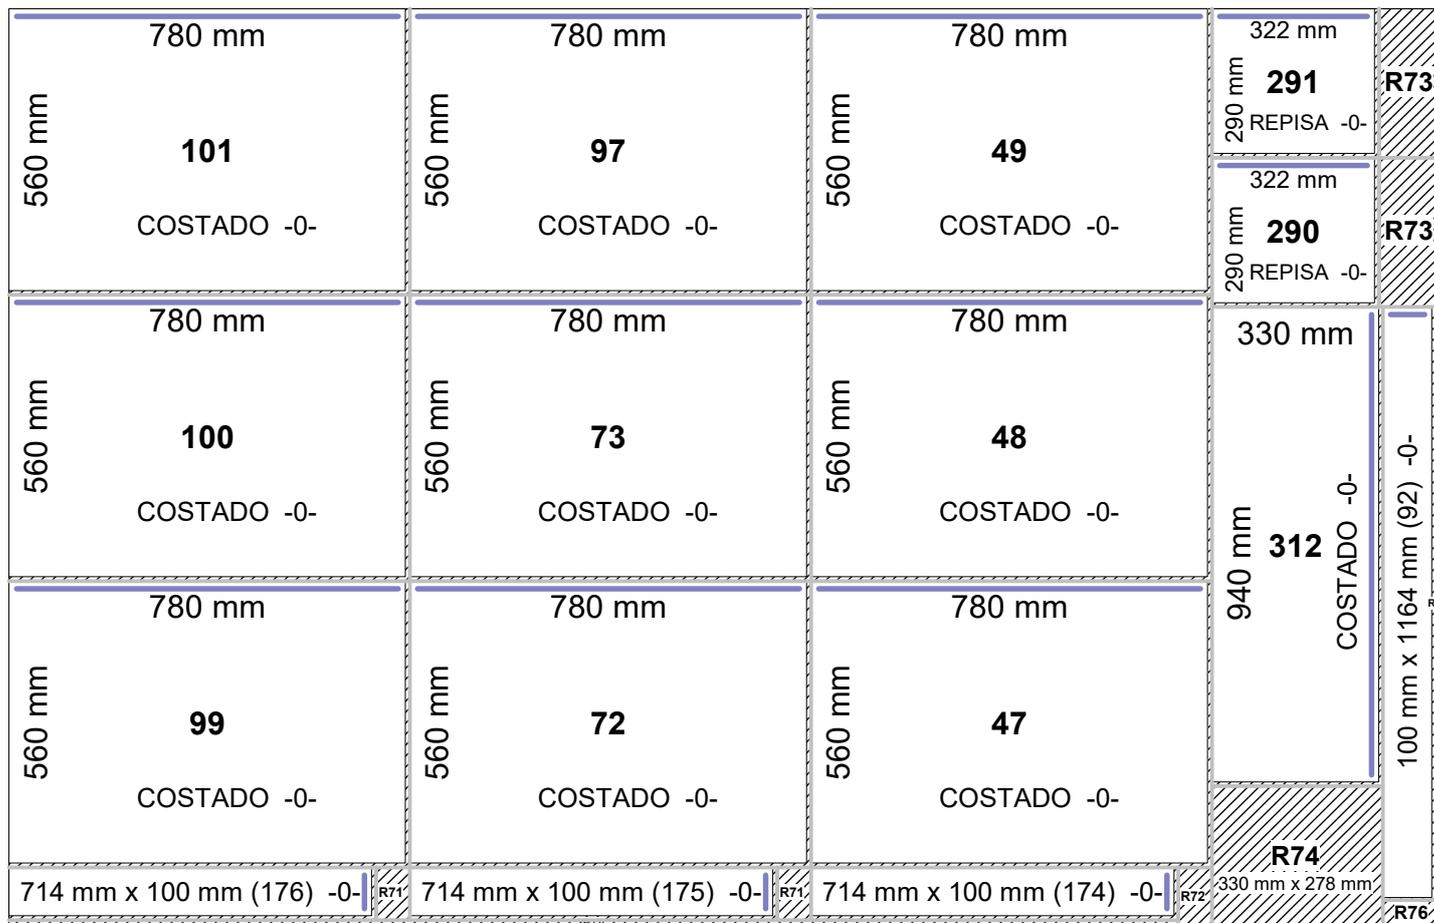 780 mm
560 mm
101
COSTADO -0-
780 mm
560 mm
97
COSTADO -0-
780 mm
560 mm
49
COSTADO -0-
322 mm
290 mm
291
REPISA -0-
R73
322 mm
290 mm
290
REPISA -0-
R73
780 mm
560 mm
100
COSTADO -0-
780 mm
560 mm
73
COSTADO -0-
780 mm
560 mm
48
COSTADO -0-
330 mm
940 mm
312
COSTADO -0-
100 mm x 1164 mm (92) -0-
780 mm
560 mm
99
COSTADO -0-
780 mm
560 mm
72
COSTADO -0-
780 mm
560 mm
47
COSTADO -0-
R74
330 mm x 278 mm
714 mm x 100 mm (176) -0-
R71
714 mm x 100 mm (175) -0-
R71
714 mm x 100 mm (174) -0-
R72
R76